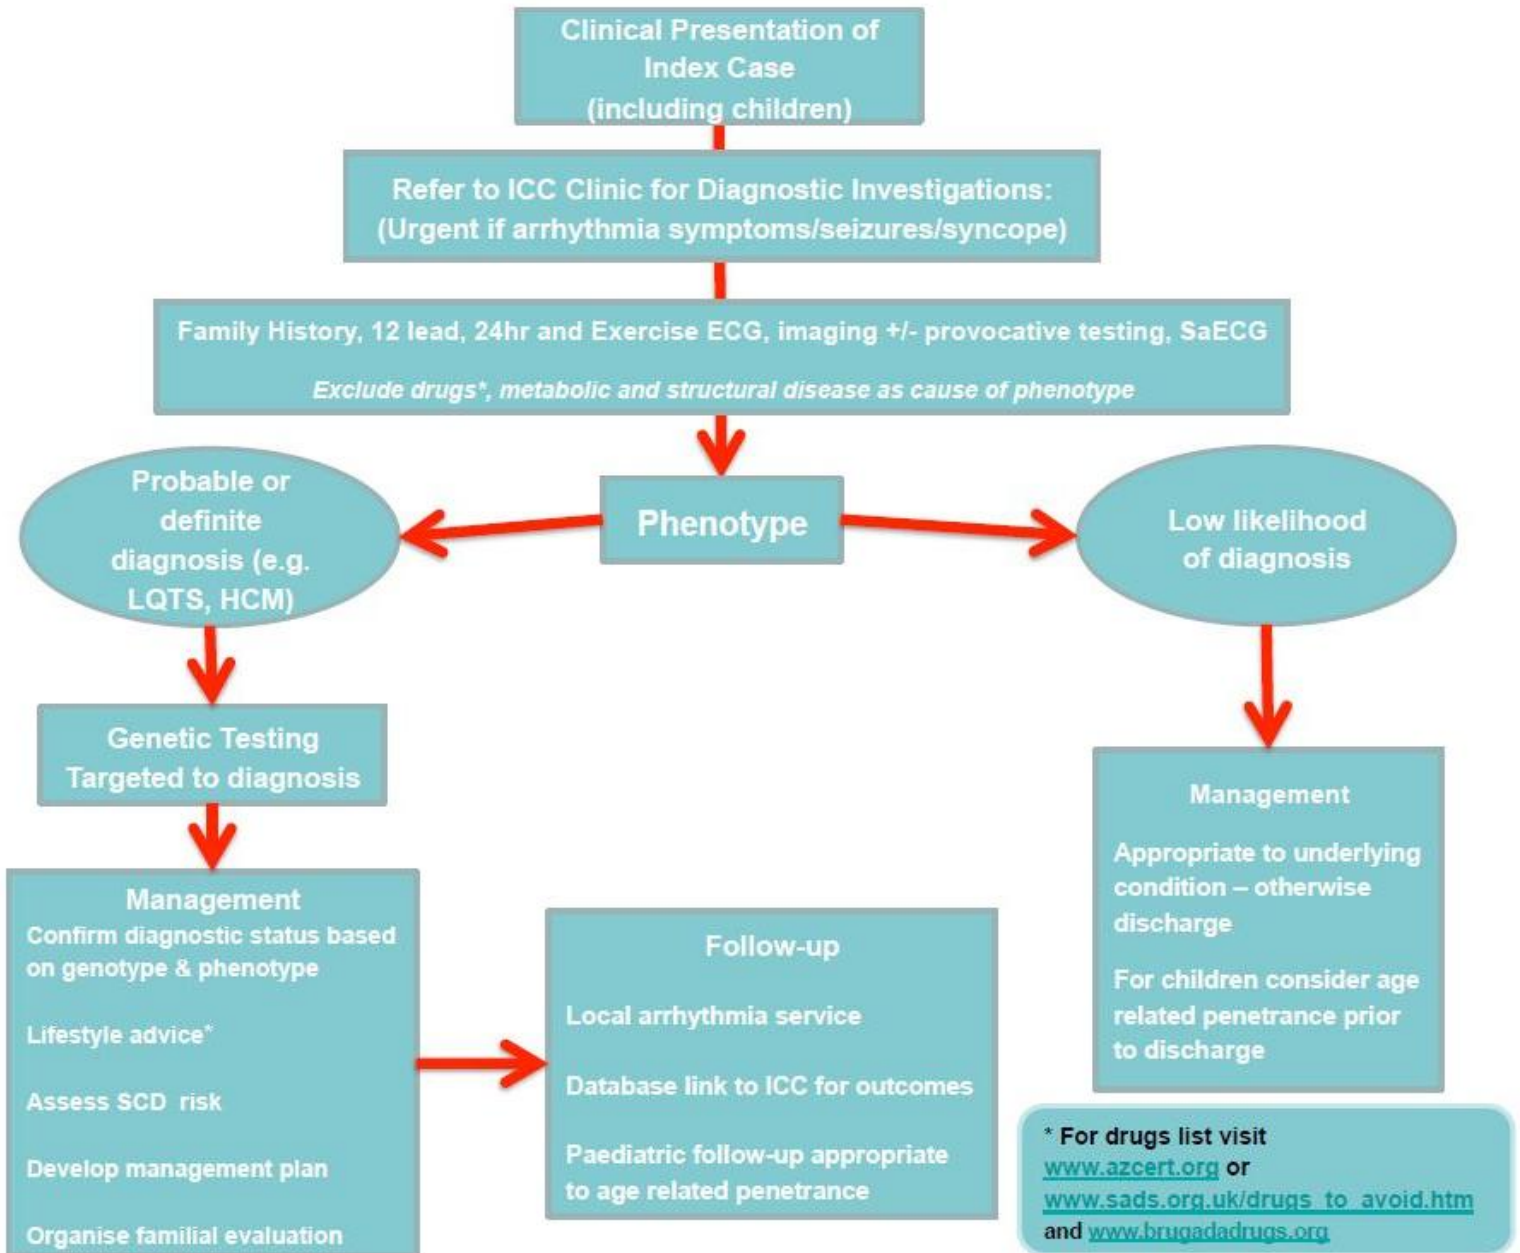 Clinical Presentation of
Index Case
(including children)
Refer to ICC Clinic for Diagnostic Investigations:
(Urgent if arrhythmia symptoms/seizures/syncope)
Family History, 12 lead, 24hr and Exercise ECG, imaging +/- provocative testing, SaECG
Exclude drugs*, metabolic and structural disease as cause of phenotype
Probable or
definite
diagnosis (e.g.
LQTS, HCM)
Phenotype
Low likelihood
of diagnosis
Genetic Testing
Targeted to diagnosis
Management
Confirm diagnostic status based
on genotype & phenotype
Lifestyle advice*
Assess SCD risk
Develop management plan
Organise familial evaluation
Follow-up
Local arrhythmia service
Database link to ICC for outcomes
Paediatric follow-up appropriate
to age related penetrance
Management
Appropriate to underlying
condition – otherwise
discharge
For children consider age
related penetrance prior
to discharge
* For drugs list visit
www.azcert.org or
www.sads.org.uk/drugs_to_avoid.htm
and www.brugadadrugs.org